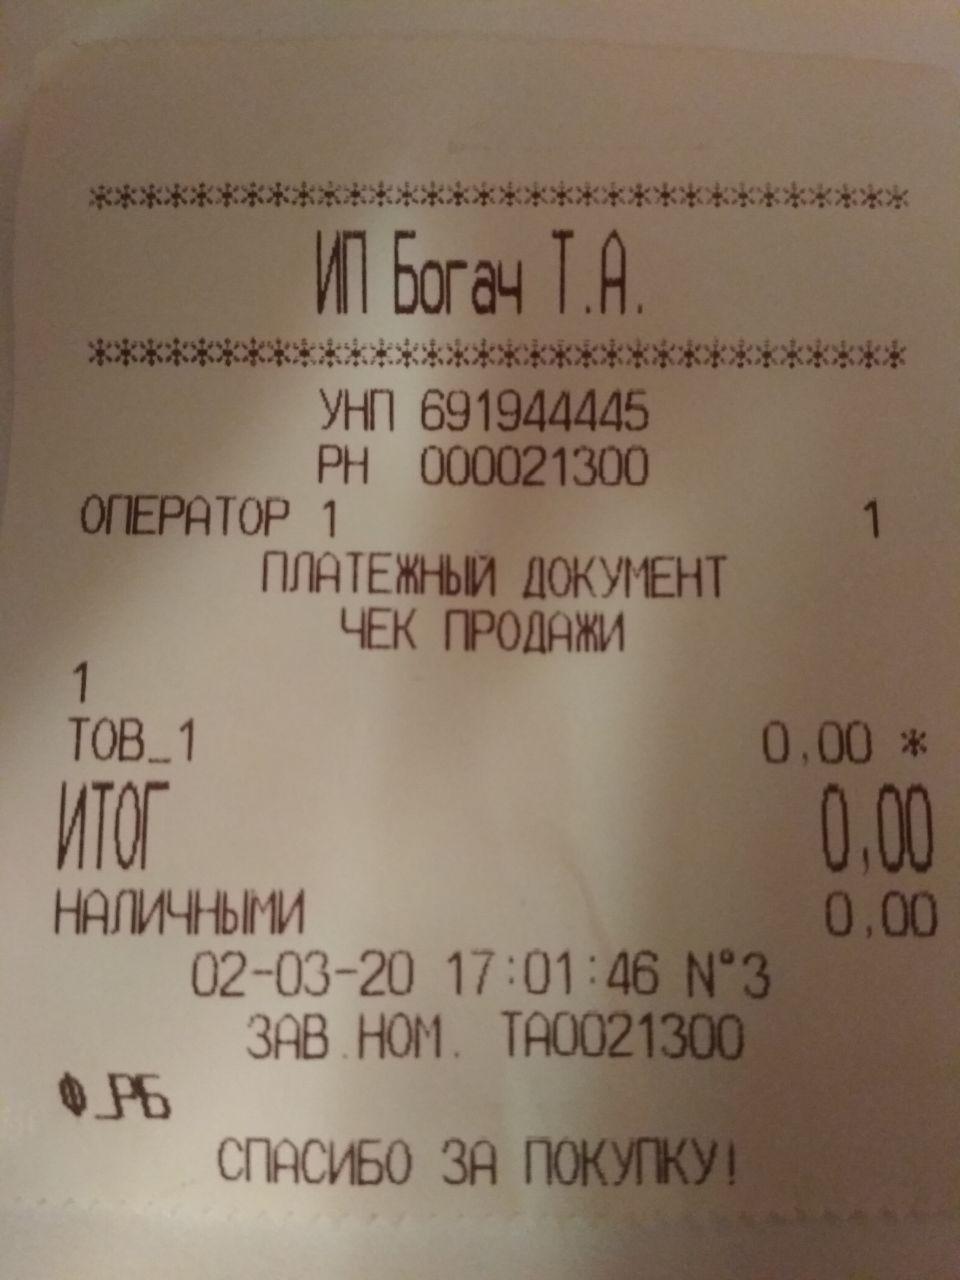 ********************************
ИП Богач Т.А.
********************************
УНП 691944445
РН 000021300
ОПЕРАТОР 1 1
ПЛАТЕЖНЫЙ ДОКУМЕНТ
ЧЕК ПРОДАЖИ
1
ТОВ_1 0,00 *
ИТОГ 0,00
НАЛИЧНЫМИ 0,00
02-03-20 17:01:46 N°3
ЗАВ.НОМ. ТА0021300
Ф_РБ
СПАСИБО ЗА ПОКУПКУ!